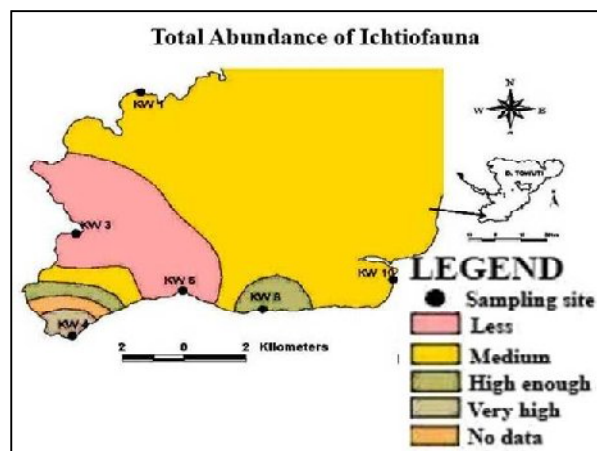 Total Abundance of Ichtiofauna
N
W
E
KW 1
D. TOWUTI
KW 3
KW 5
KW 8
KW 10
KW 4
2 0 2 Kilometers
LEGEND
Sampling site
Less
Medium
High enough
Very high
No data